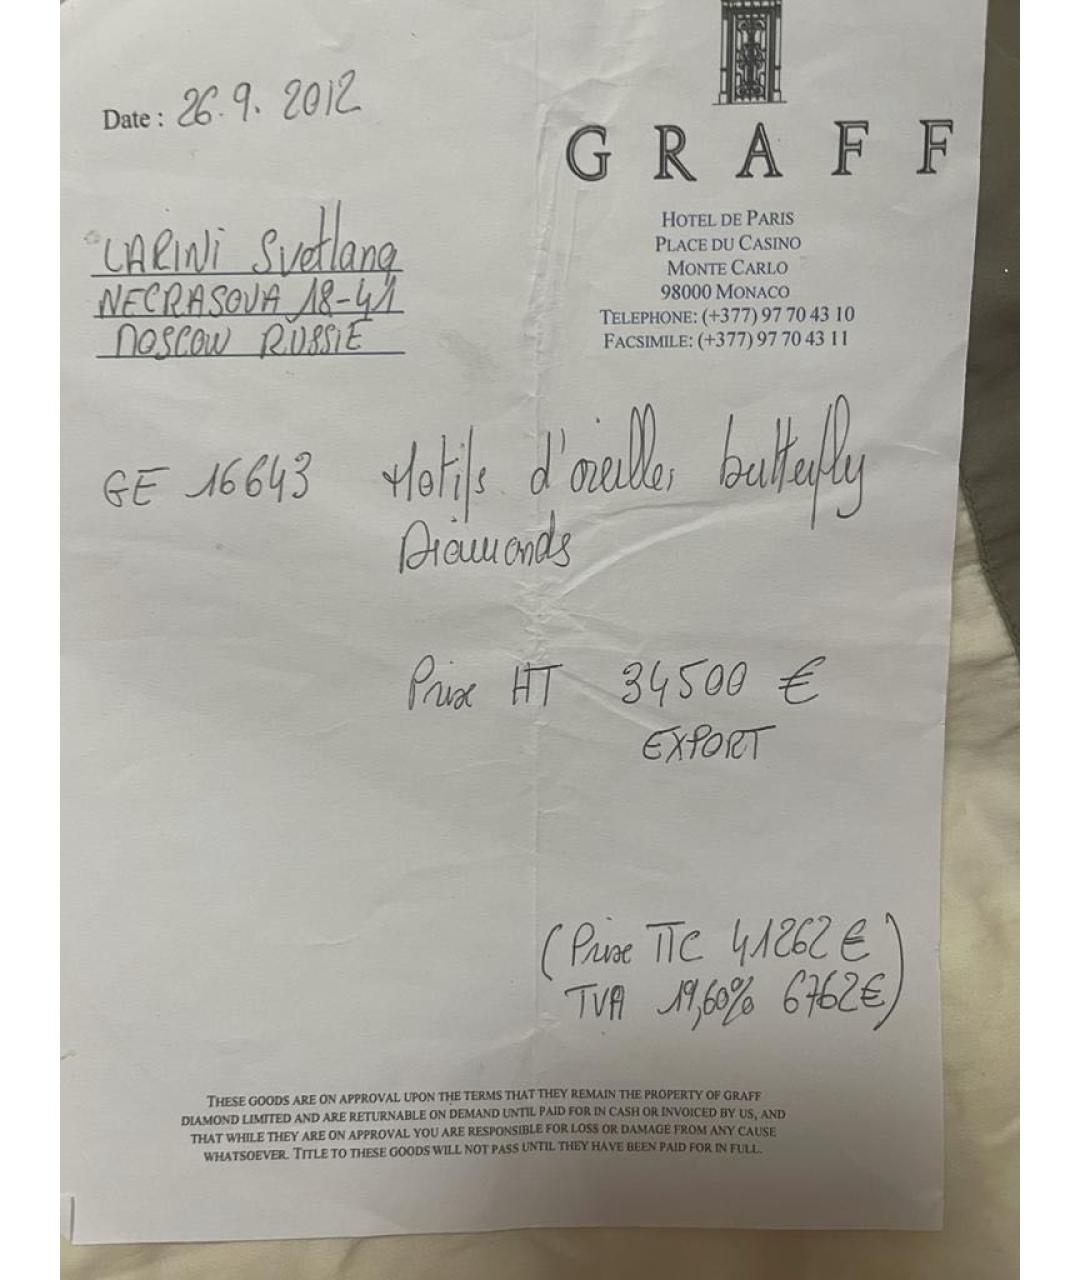 Date : 26.9. 2012
GRAFF
HOTEL DE PARIS
PLACE DU CASINO
MONTE CARLO
98000 MONACO
TELEPHONE: (+377) 97 70 43 10
FACSIMILE: (+377) 97 70 43 11
LARINI Svetlana
NECRASOVA 18-41
MOSCOW RUSSIE
GE 16643 Motifs d'oreilles butterfly
Diamonds
Prix HT 34500 €
EXPORT
(Prix TTC 41262 €)
TVA 19,60% 6762€)
THESE GOODS ARE ON APPROVAL UPON THE TERMS THAT THEY REMAIN THE PROPERTY OF GRAFF
DIAMOND LIMITED AND ARE RETURNABLE ON DEMAND UNTIL PAID FOR IN CASH OR INVOICED BY US, AND
THAT WHILE THEY ARE ON APPROVAL YOU ARE RESPONSIBLE FOR LOSS OR DAMAGE FROM ANY CAUSE
WHATSOEVER. TITLE TO THESE GOODS WILL NOT PASS UNTIL THEY HAVE BEEN PAID FOR IN FULL.